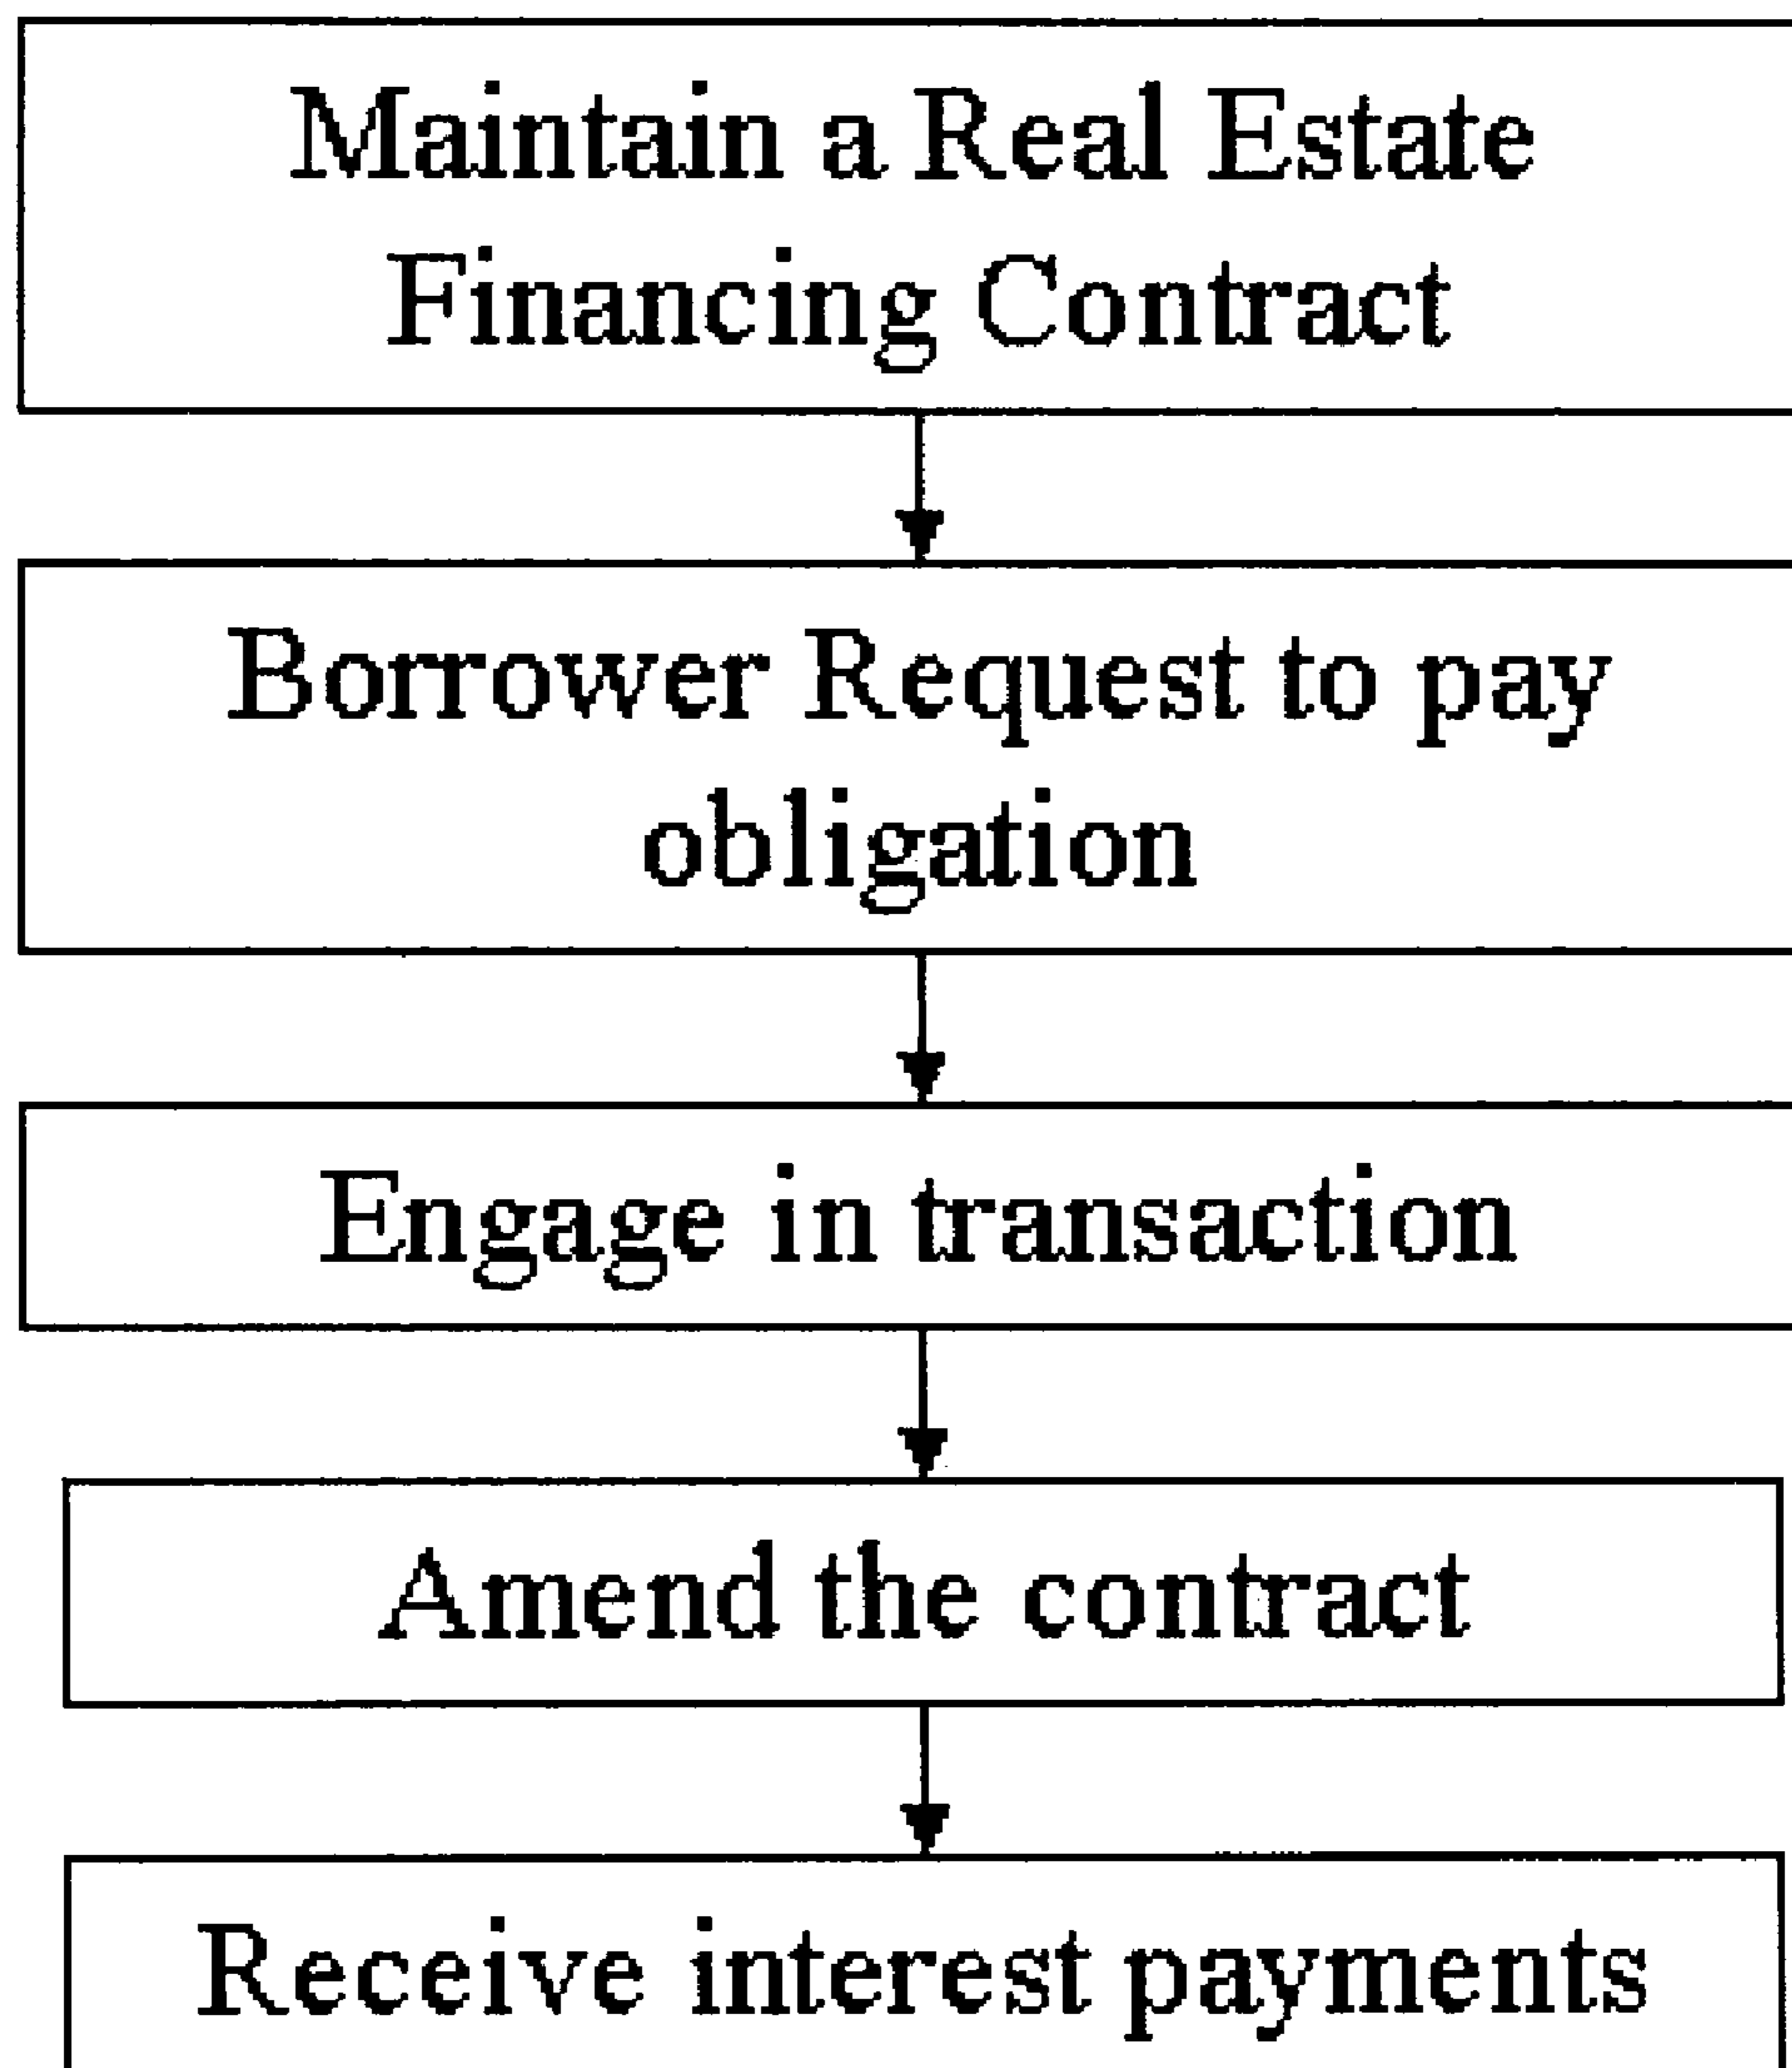 Maintain a Real Estate
Financing Contract
Borrower Request to pay
obligation
Engage in transaction
Amend the contract
Receive interest payments